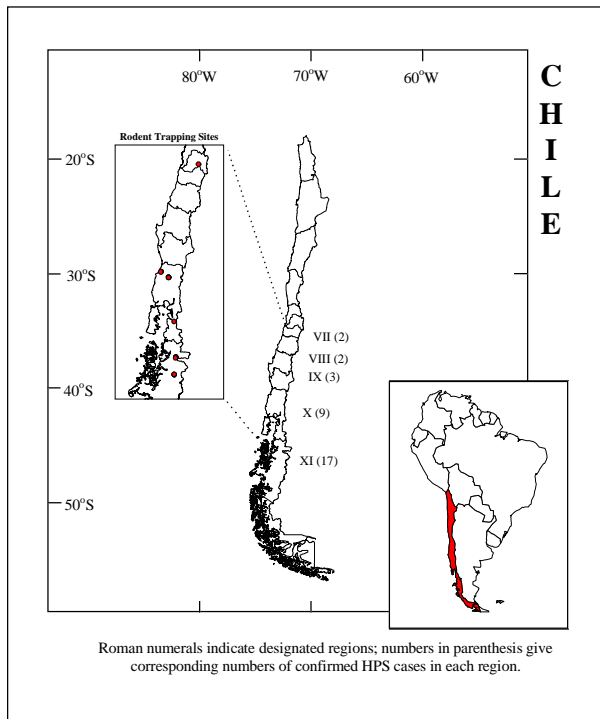 80°W 70°W 60°W
CHILE
Rodent Trapping Sites
20°S
30°S
VII (2)
VIII (2)
IX (3)
40°S
X (9)
XI (17)
50°S
Roman numerals indicate designated regions; numbers in parenthesis give
corresponding numbers of confirmed HPS cases in each region.